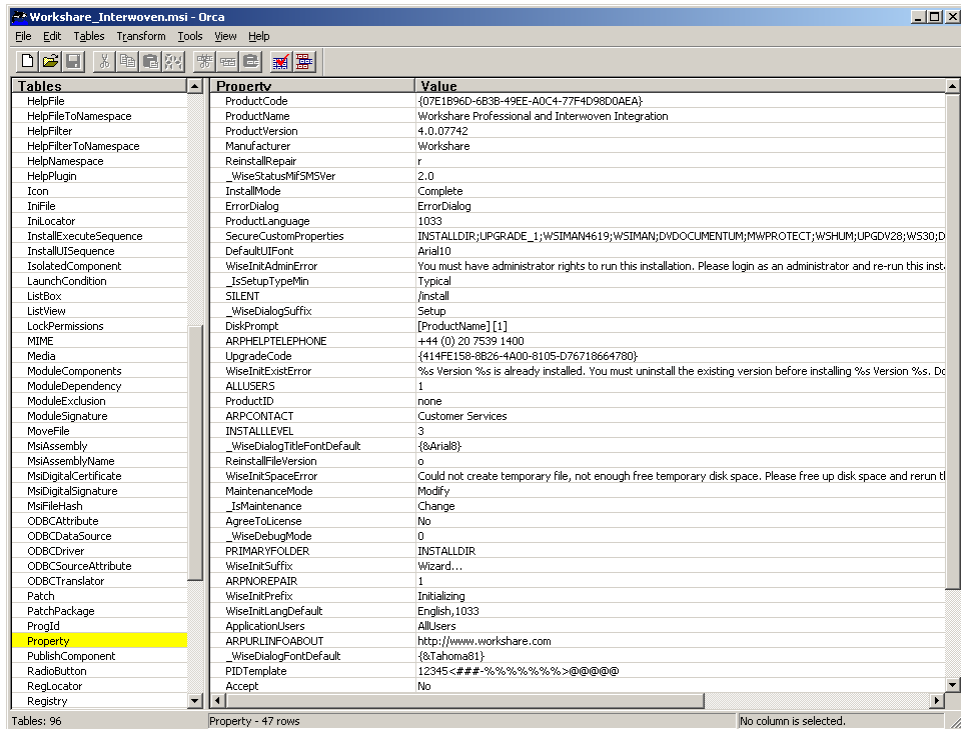 Workshare_Interwoven.msi - Orca
File Edit Tables Transform Tools View Help
Tables Property Value
HelpFile ProductCode {07E1B96D-6B3B-49EE-A0C4-77F4D98D0AEA}
HelpFileToNamespace ProductName Workshare Professional and Interwoven Integration
HelpFilter ProductVersion 4.0.07742
HelpFilterToNamespace Manufacturer Workshare
HelpNamespace ReinstallRepair r
HelpPlugin _WiseStatusMifSMSVer 2.0
Icon InstallMode Complete
IniFile ErrorDialog ErrorDialog
IniLocator ProductLanguage 1033
InstallExecuteSequence SecureCustomProperties INSTALLDIR;UPGRADE_1;WSIMAN4619;WSIMAN;DVDOCUMENTUM;MWPROTECT;WSHUM;UPGDV28;WS30;D
InstallUISequence DefaultUIFont Arial10
IsolatedComponent WiseInitAdminError You must have administrator rights to run this installation. Please login as an administrator and re-run this inst
LaunchCondition _IsSetupTypeMin Typical
ListBox SILENT /install
ListView _WiseDialogSuffix Setup
LockPermissions DiskPrompt [ProductName] [1]
MIME ARPHELPTELEPHONE +44 (0) 20 7539 1400
Media UpgradeCode {414FE158-8B26-4A00-8105-D76718664780}
ModuleComponents WiseInitExistError %s Version %s is already installed. You must uninstall the existing version before installing %s Version %s. Do
ModuleDependency ALLUSERS 1
ModuleExclusion ProductID none
ModuleSignature ARPCONTACT Customer Services
MoveFile INSTALLLEVEL 3
MsiAssembly _WiseDialogTitleFontDefault {&Arial8}
MsiAssemblyName ReinstallFileVersion o
MsiDigitalCertificate WiseInitSpaceError Could not create temporary file, not enough free temporary disk space. Please free up disk space and rerun t
MsiDigitalSignature MaintenanceMode Modify
MsiFileHash _IsMaintenance Change
ODBCAttribute AgreeToLicense No
ODBCDataSource _WiseDebugMode 0
ODBCDriver PRIMARYFOLDER INSTALLDIR
ODBCSourceAttribute WiseInitSuffix Wizard...
ODBCTranslator ARPNOREPAIR 1
Patch WiseInitPrefix Initializing
PatchPackage WiseInitLangDefault English,1033
ProgId ApplicationUsers AllUsers
Property ARPURLINFOABOUT http://www.workshare.com
PublishComponent _WiseDialogFontDefault {&Tahoma81}
RadioButton PIDTemplate 12345<###-%%%%%%%>@@@@@
RegLocator Accept No
Registry
Tables: 96 Property - 47 rows No column is selected.